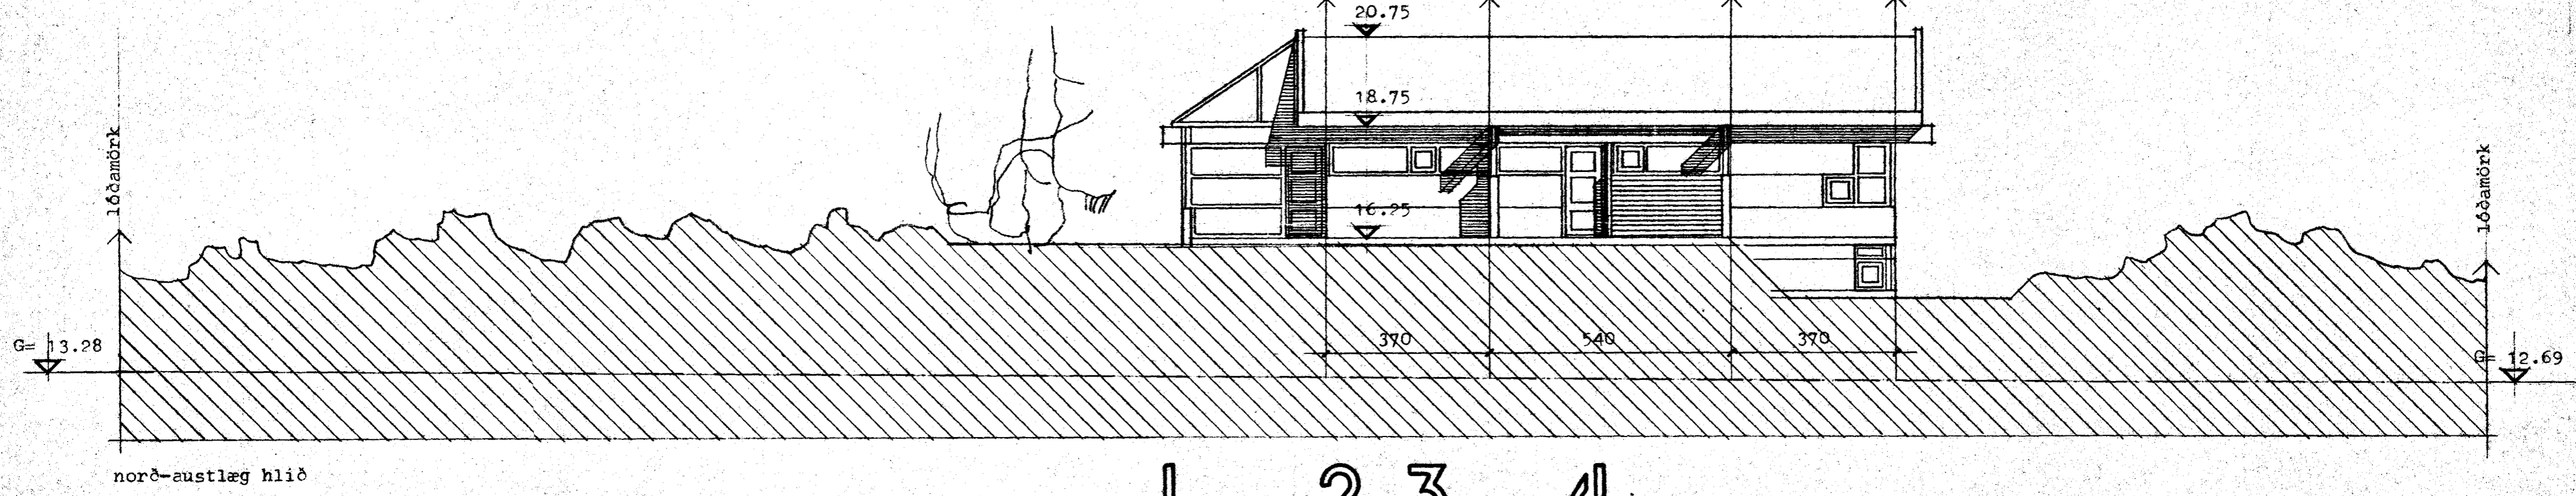 20.75
18.75
lóðamörk
lóðamörk
16.25
370 540 370
G= 13.28
G= 12.69
norð-austlæg hlið
1 2 3 4